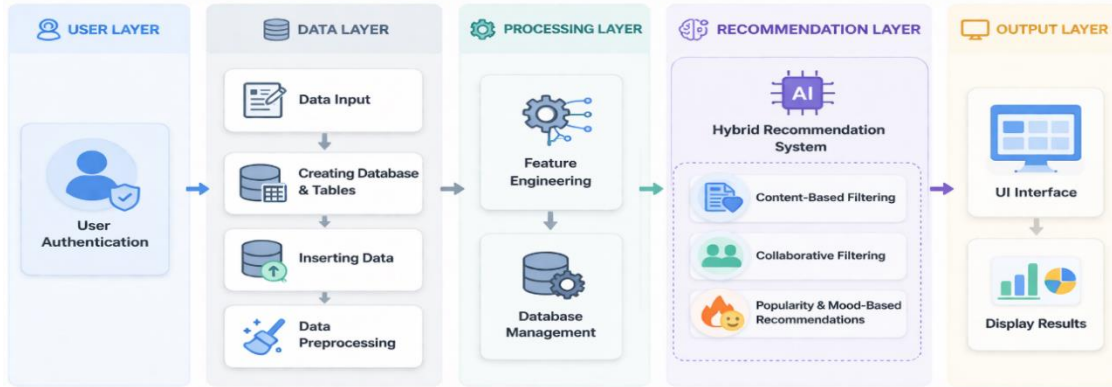 USER LAYER
User
Authentication
DATA LAYER
Data Input
Creating Database
& Tables
Inserting Data
Data
Preprocessing
PROCESSING LAYER
Feature
Engineering
Database
Management
RECOMMENDATION LAYER
AI
Hybrid Recommendation
System
Content-Based Filtering
Collaborative Filtering
Popularity & Mood-Based
Recommendations
OUTPUT LAYER
UI Interface
Display Results